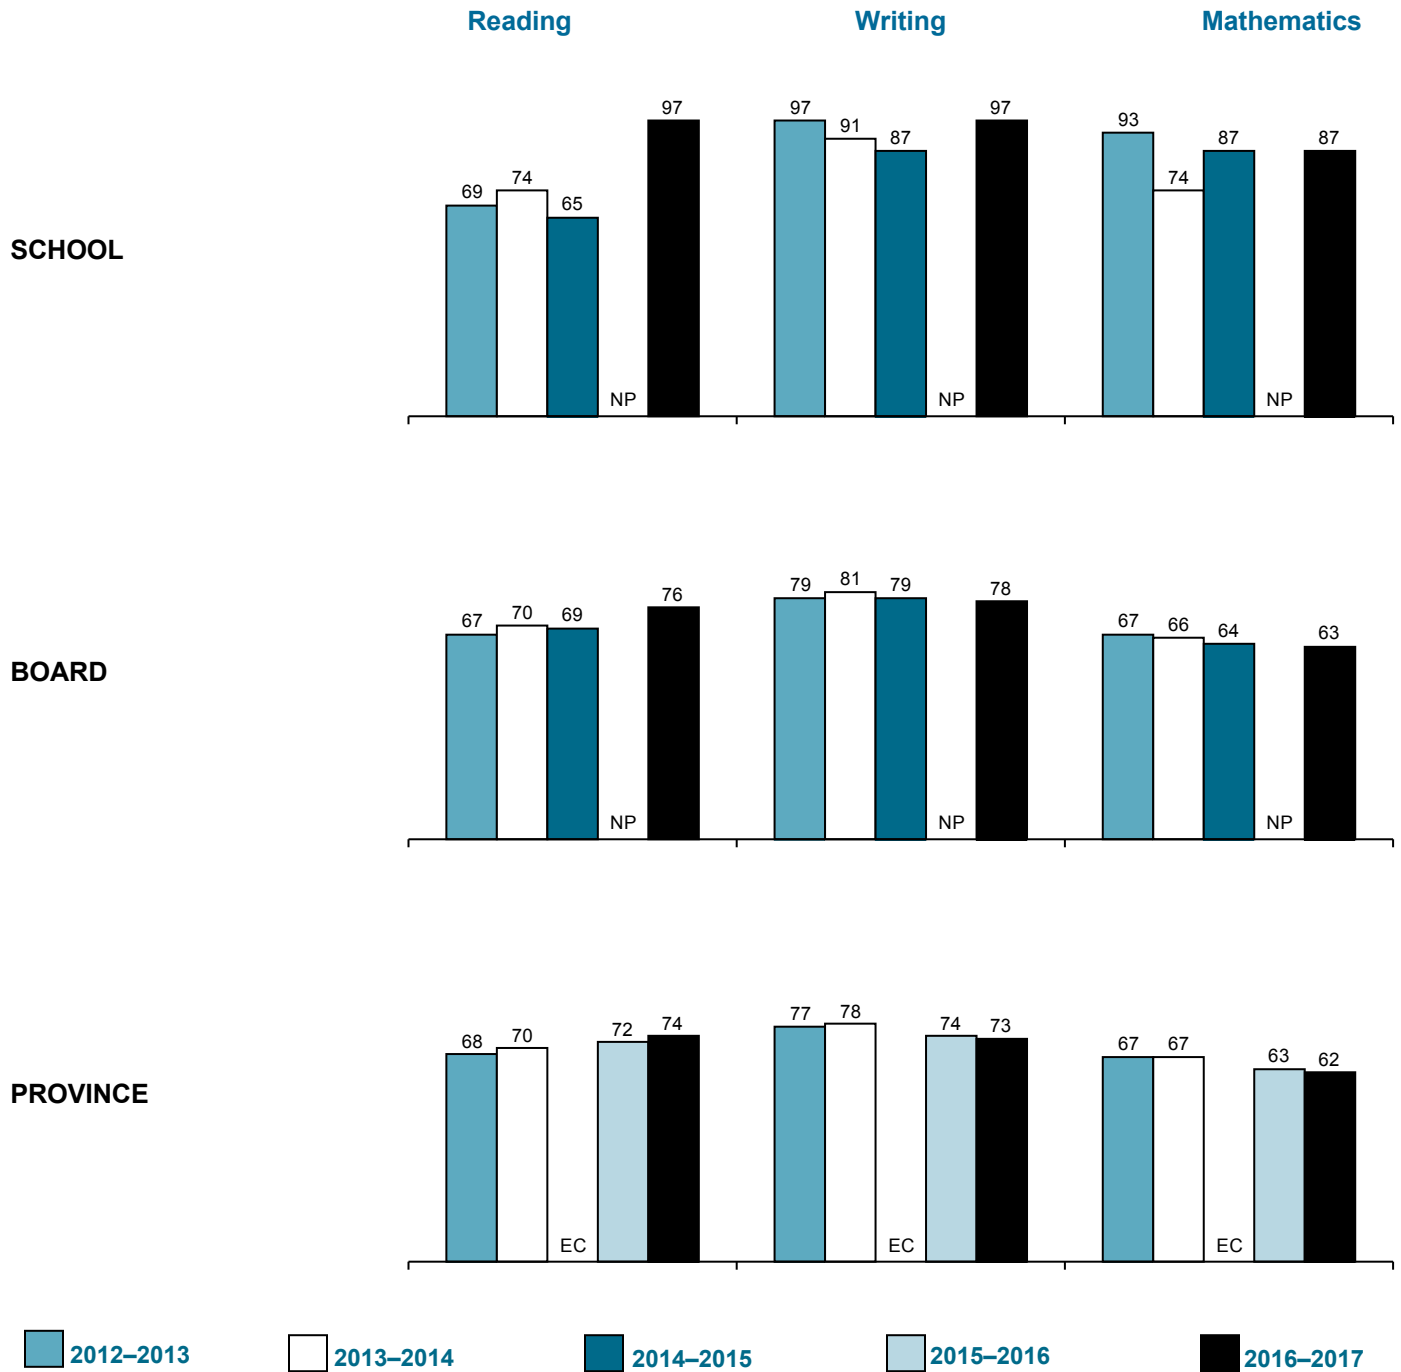 Reading Writing Mathematics
97 97 91 87 97 93 74 87 87
69 74 65
SCHOOL
NP NP NP
67 70 69 76 79 81 79 78 67 66 64 63
BOARD
NP NP NP
68 70 72 74 77 78 74 73 67 67 63 62
PROVINCE
EC EC EC
2012–2013 2013–2014 2014–2015 2015–2016 2016–2017